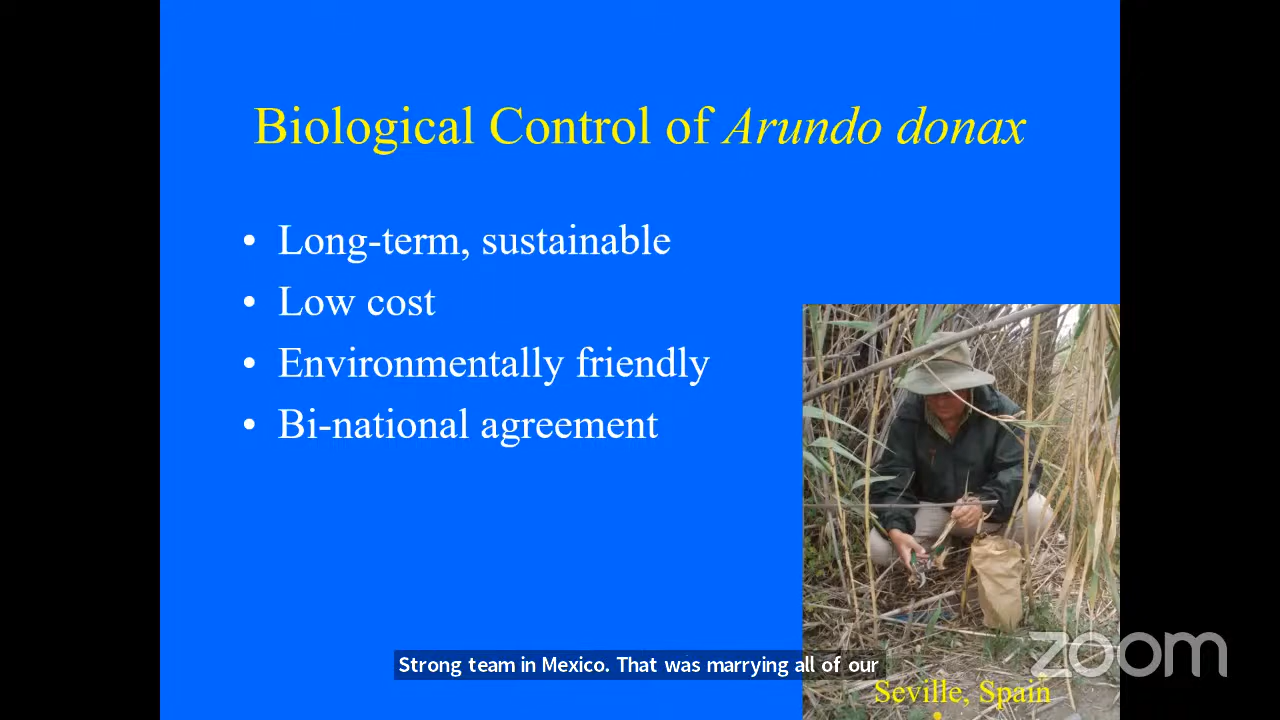 Biological Control of Arundo donax
• Long-term, sustainable
• Low cost
• Environmentally friendly
• Bi-national agreement
Strong team in Mexico. That was marrying all of our
zoom
Seville, Spain